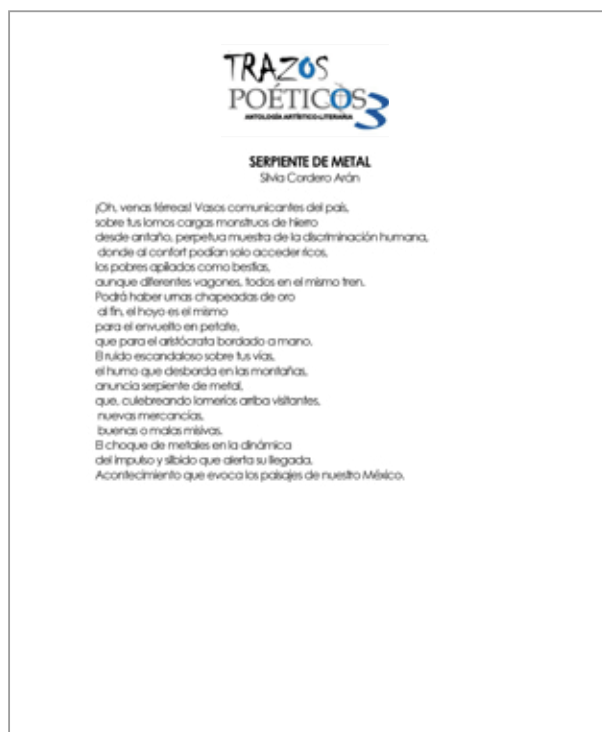 TRAZOS
POÉTICOS 3
ANTOLOGÍA ARTÍSTICO-LITERARIA
SERPIENTE DE METAL
Silvia Cordero Arán
¡Oh, venas férreas! Vasos comunicantes del país,
sobre tus lomos cargas monstruos de hierro
desde antaño, perpetua muestra de la discriminación humana,
donde al confort podían solo acceder ricos,
los pobres apilados como bestias,
aunque diferentes vagones, todos en el mismo tren.
Podrá haber urnas chapeadas de oro
al fin, el hoyo es el mismo
para el envuelto en petate,
que para el aristócrata bordado a mano.
El ruido escandaloso sobre tus vías,
el humo que desborda en las montañas,
anuncia serpiente de metal,
que, culebreando lomeríos arriba visitantes,
nuevas mercancías,
buenas o malas misivas.
El choque de metales en la dinámica
del impulso y silbido que alerta su llegada.
Acontecimiento que evoca los paisajes de nuestro México.